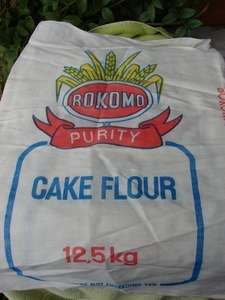 ROKOMO
PURITY
CAKE FLOUR
12,5 kg